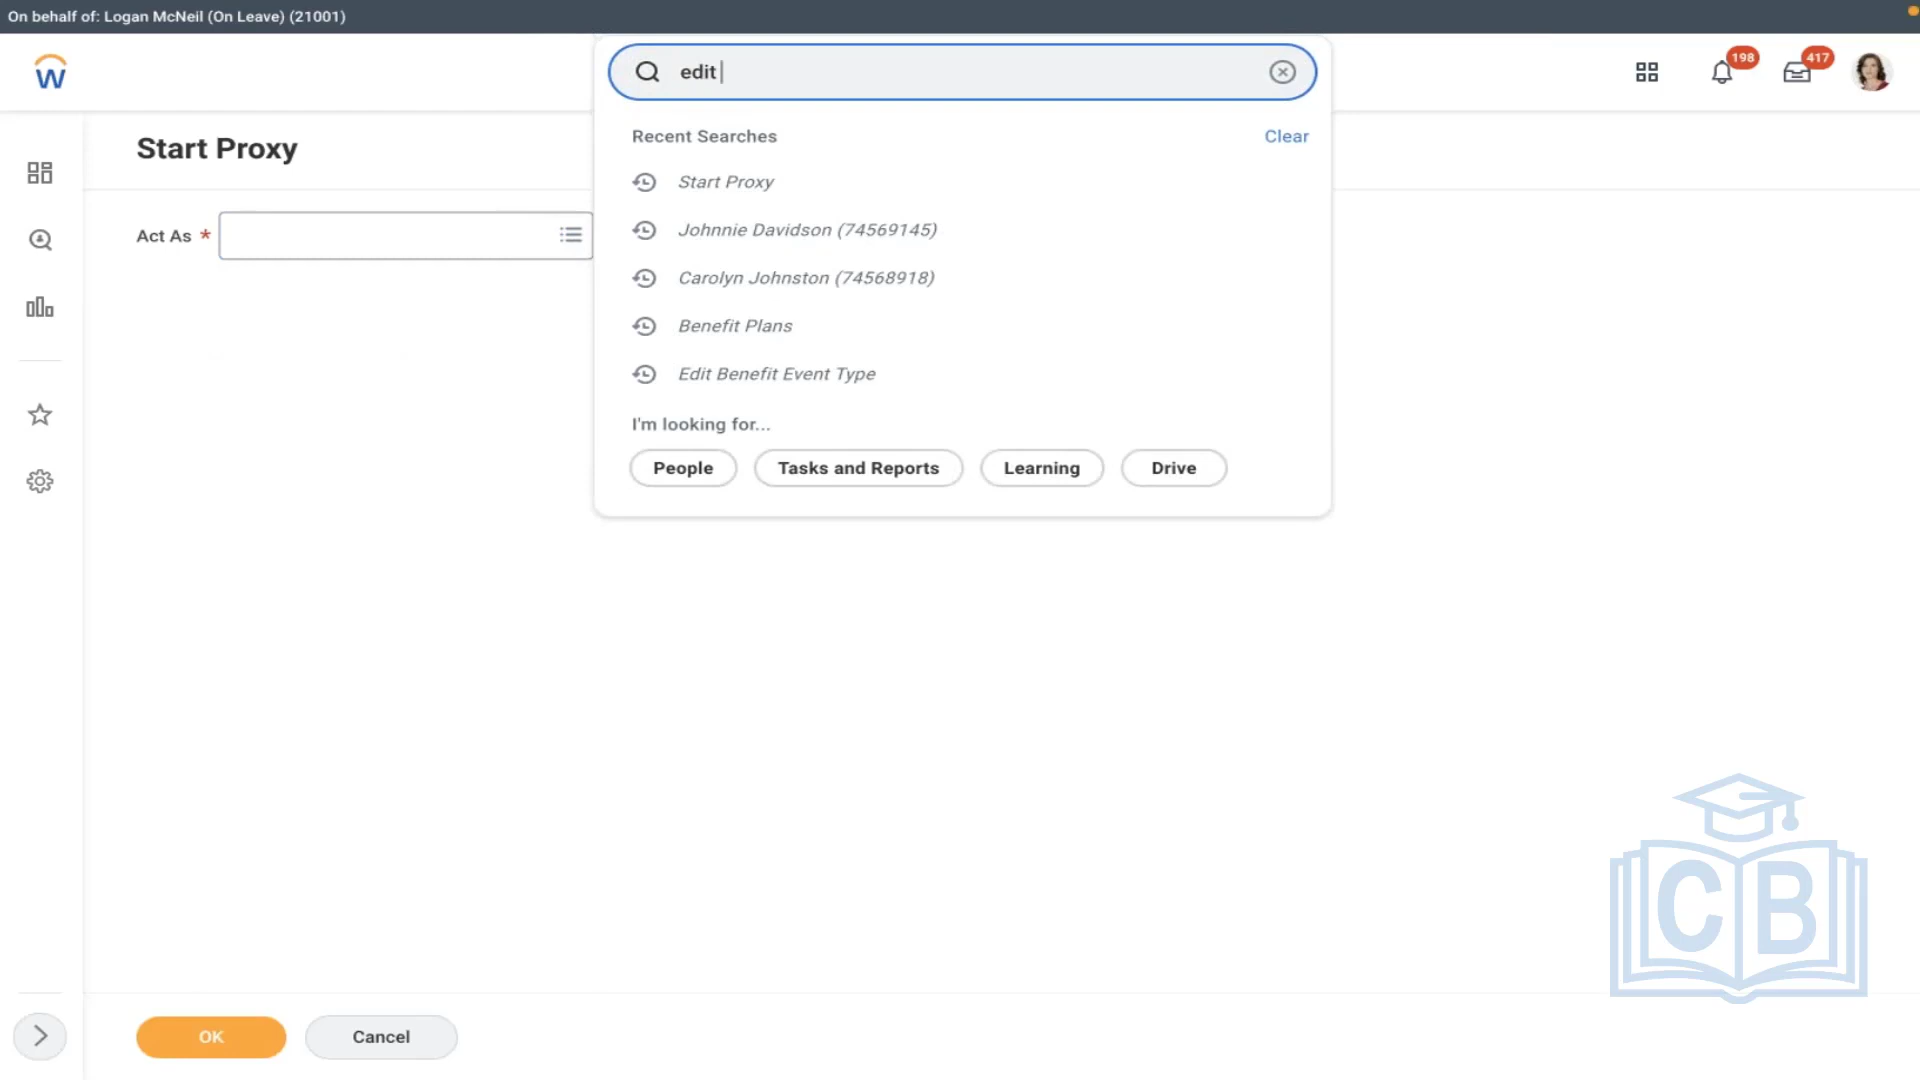 On behalf of: Logan McNeil (On Leave) (21001)
W
edit
198
417
Start Proxy
Act As *
Recent Searches
Clear
Start Proxy
Johnnie Davidson (74569145)
Carolyn Johnston (74568918)
Benefit Plans
Edit Benefit Event Type
I'm looking for...
People
Tasks and Reports
Learning
Drive
CB
OK
Cancel